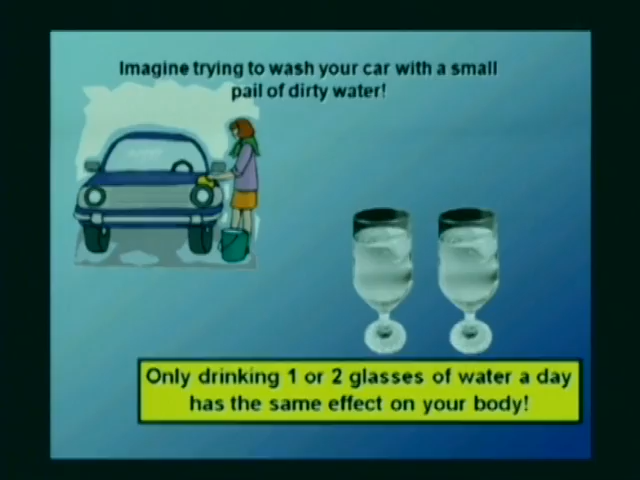 Imagine trying to wash your car with a small
pail of dirty water!
Only drinking 1 or 2 glasses of water a day
has the same effect on your body!